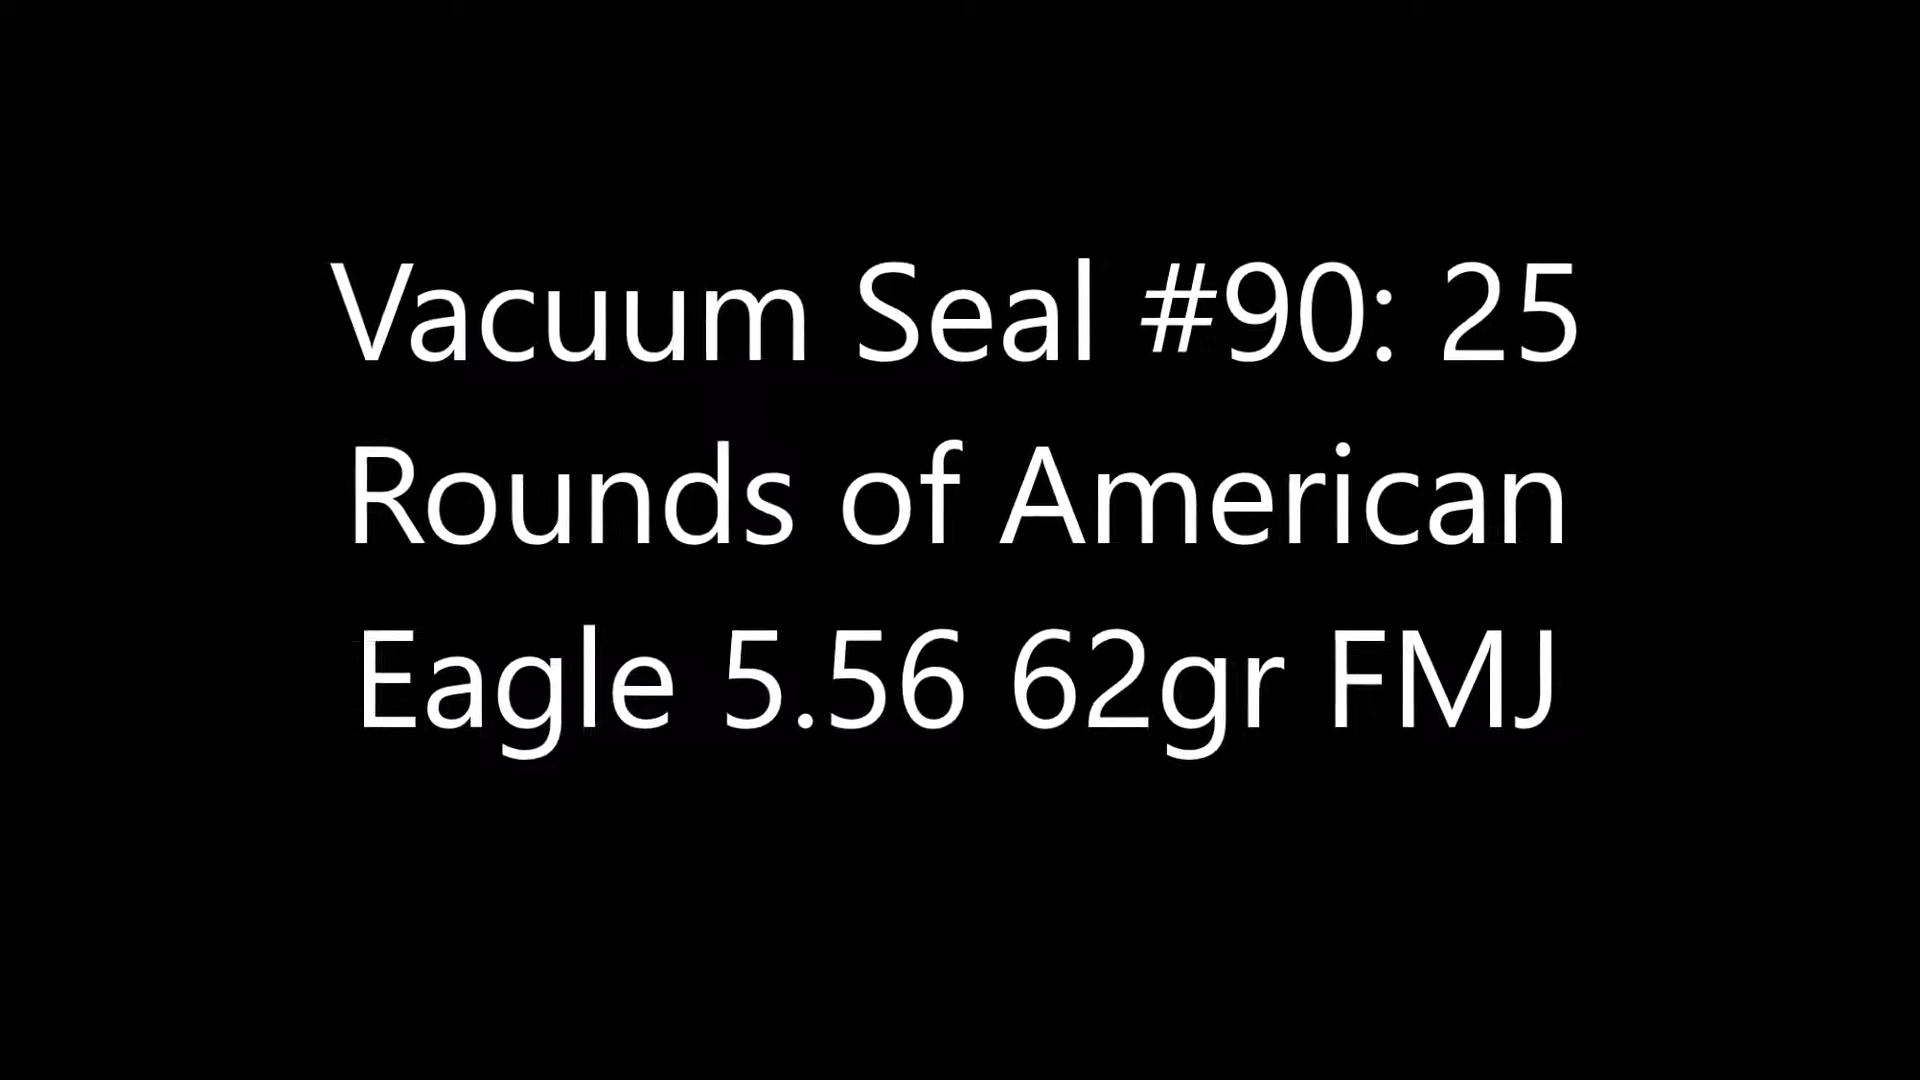 Vacuum Seal #90: 25
Rounds of American
Eagle 5.56 62gr FMJ